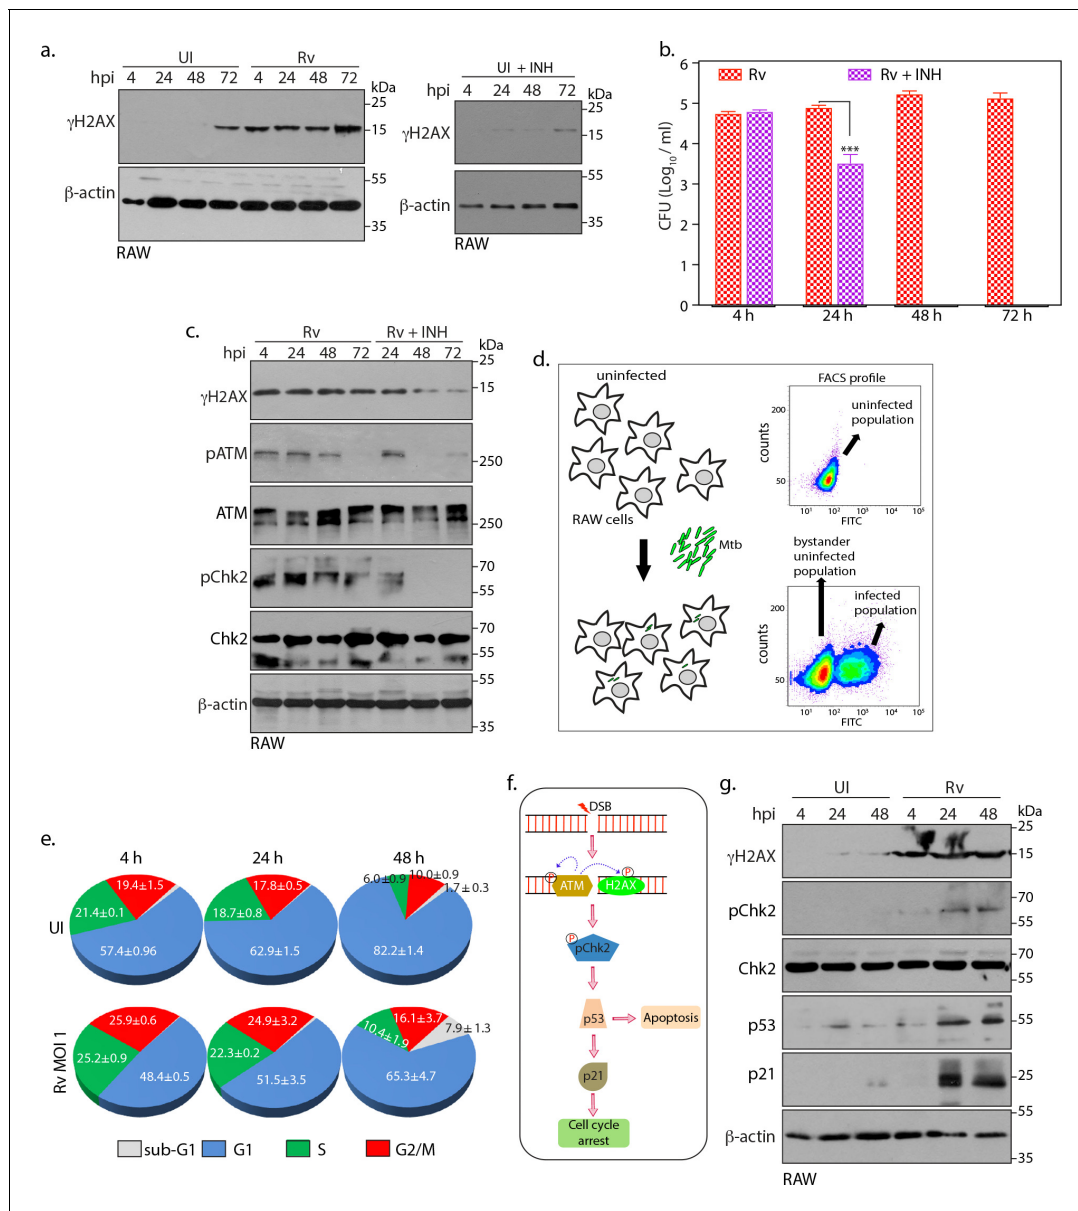 a.
UI Rv
hpi 4 24 48 72 4 24 48 72 kDa
γH2AX
25
15
β-actin
55
35
RAW
UI + INH
hpi 4 24 48 72 kDa
γH2AX
25
15
β-actin
55
35
RAW
b.
Rv Rv + INH
CFU (Log10 / ml)
6
5
4
3
2
1
0
***
4 h 24 h 48 h 72 h
c.
Rv Rv + INH
hpi 4 24 48 72 24 48 72 kDa
γH2AX
25
15
pATM
250
ATM
250
pChk2
70
55
Chk2
70
55
β-actin
55
35
RAW
d.
uninfected
RAW cells
Mtb
FACS profile
uninfected
population
counts
200
50
10¹ 10² 10³ 10⁴ 10⁵
FITC
bystander
uninfected
population
infected
population
counts
200
50
10¹ 10² 10³ 10⁴ 10⁵
FITC
e.
4 h 24 h 48 h
UI
19.4±1.5
21.4±0.1
57.4±0.96
17.8±0.5
18.7±0.8
62.9±1.5
6.0±0.9
10.0±0.9
1.7±0.3
82.2±1.4
Rv MOI 1
25.9±0.6
25.2±0.9
48.4±0.5
24.9±3.2
22.3±0.2
51.5±3.5
10.4±1.9
16.1±3.7
7.9±1.3
65.3±4.7
sub-G1 G1 S G2/M
f.
DSB
P ATM
P H2AX
P pChk2
p53 Apoptosis
p21
Cell cycle
arrest
g.
UI Rv
hpi 4 24 48 4 24 48 kDa
γH2AX
25
15
pChk2
70
55
Chk2
70
55
p53
55
p21
25
β-actin
55
35
RAW